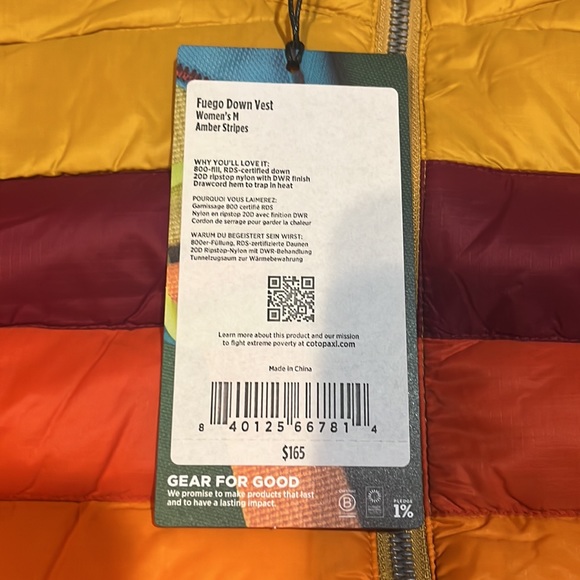 Fuego Down Vest
Women's M
Amber Stripes
WHY YOU'LL LOVE IT:
800-fill, RDS-certified down
20D ripstop nylon with DWR finish
Drawcord hem to trap in heat
POURQUOI VOUS L'AIMEREZ:
Garnissage 800 certifié RDS
Nylon en ripstop 20D avec finition DWR
Cordon de serrage pour garder la chaleur
WARUM DU BEGEISTERT SEIN WIRST:
800er-Füllung, RDS-zertifizierte Daunen
20D Ripstop-Nylon mit DWR-Behandlung
Tunnelzugsaum zur Wärmebewahrung
Learn more about this product and our mission
to fight extreme poverty at cotopaxi.com
Made in China
8 40125 66781 4
$165
GEAR FOR GOOD
We promise to make products that last
and to have a lasting impact.
B
PLEDGE
1%